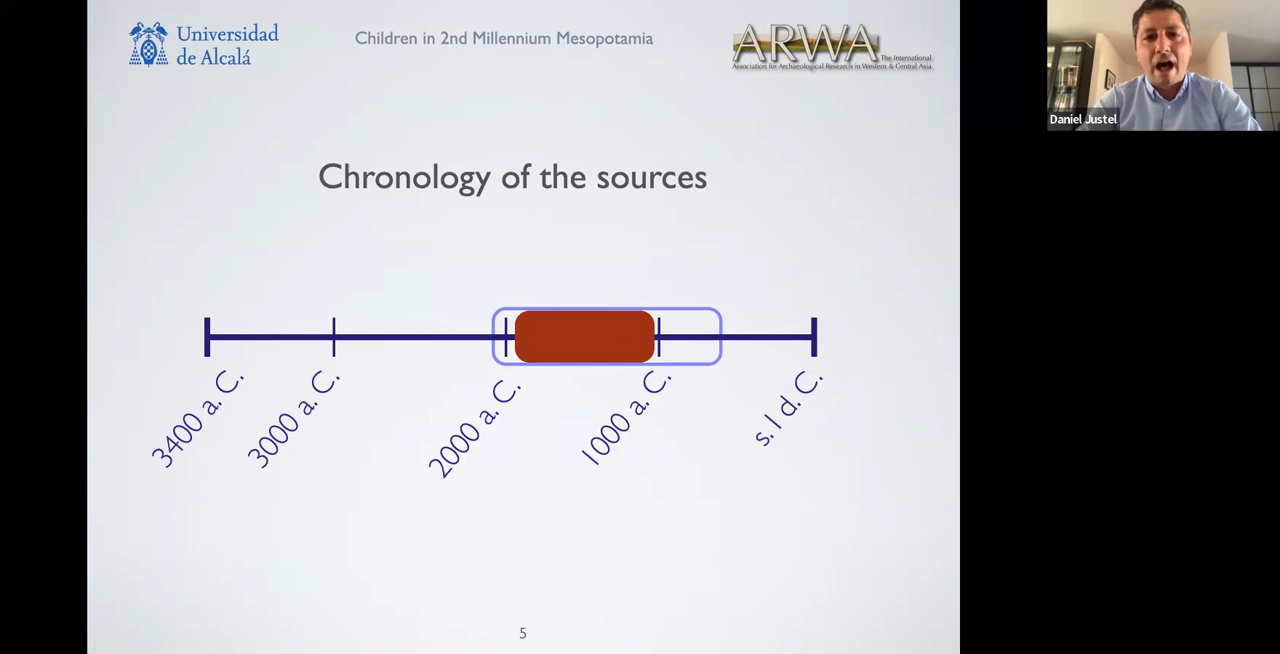 Universidad
de Alcalá
Children in 2nd Millennium Mesopotamia
ARWA
The International
Association for Archaeological Research in Western & Central Asia
Daniel Justel
Chronology of the sources
3400 a. C.
3000 a. C.
2000 a. C.
1000 a. C.
s. I d. C.
5